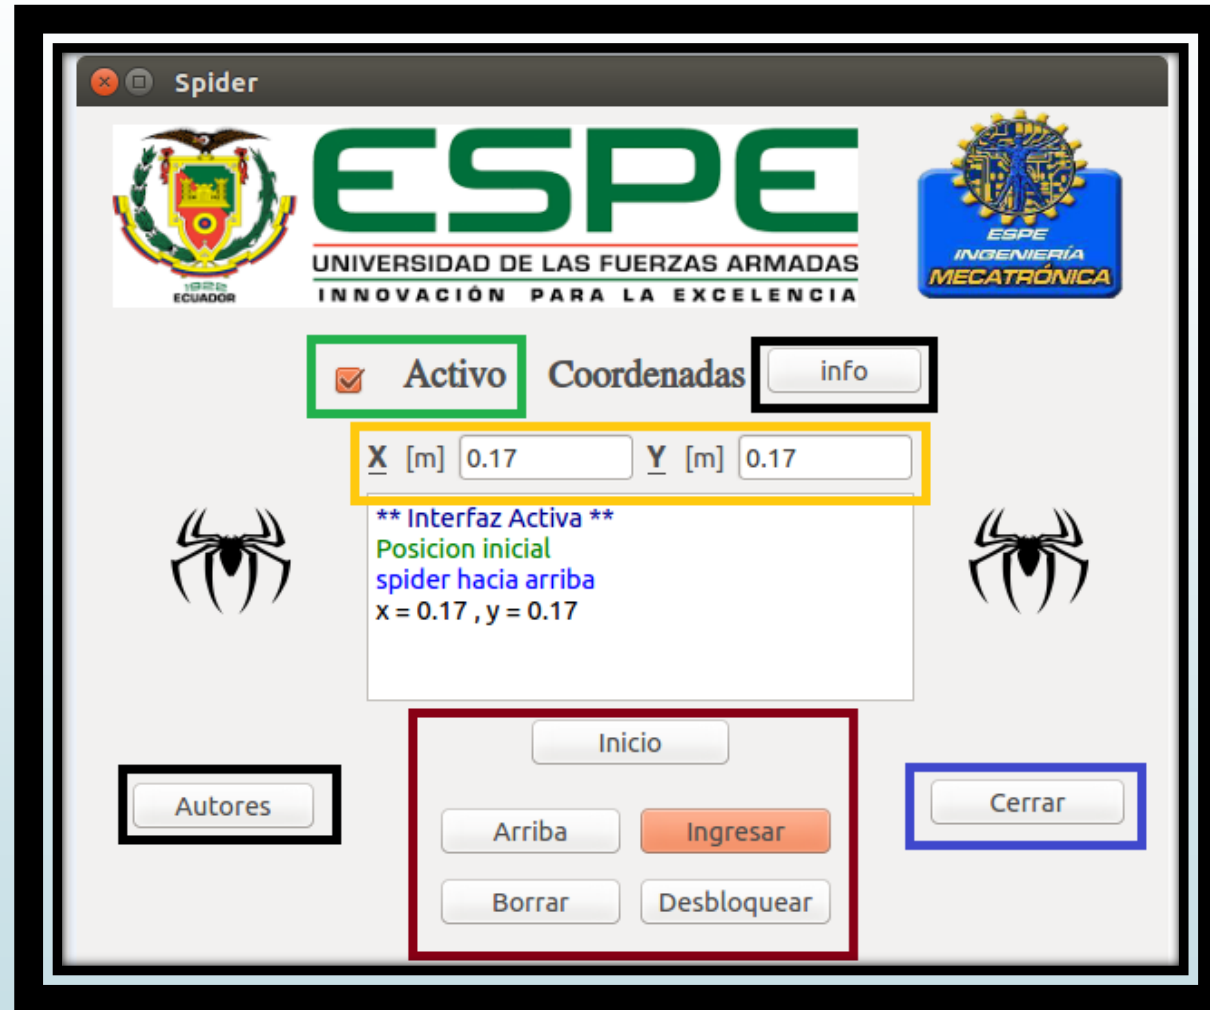 Spider
ESPE
UNIVERSIDAD DE LAS FUERZAS ARMADAS
INNOVACIÓN PARA LA EXCELENCIA
1922
ECUADOR
ESPE
INGENIERÍA
MECATRÓNICA
Activo Coordenadas info
X [m] 0.17 Y [m] 0.17
** Interfaz Activa **
Posicion inicial
spider hacia arriba
x = 0.17 , y = 0.17
Inicio
Autores
Arriba Ingresar
Cerrar
Borrar Desbloquear